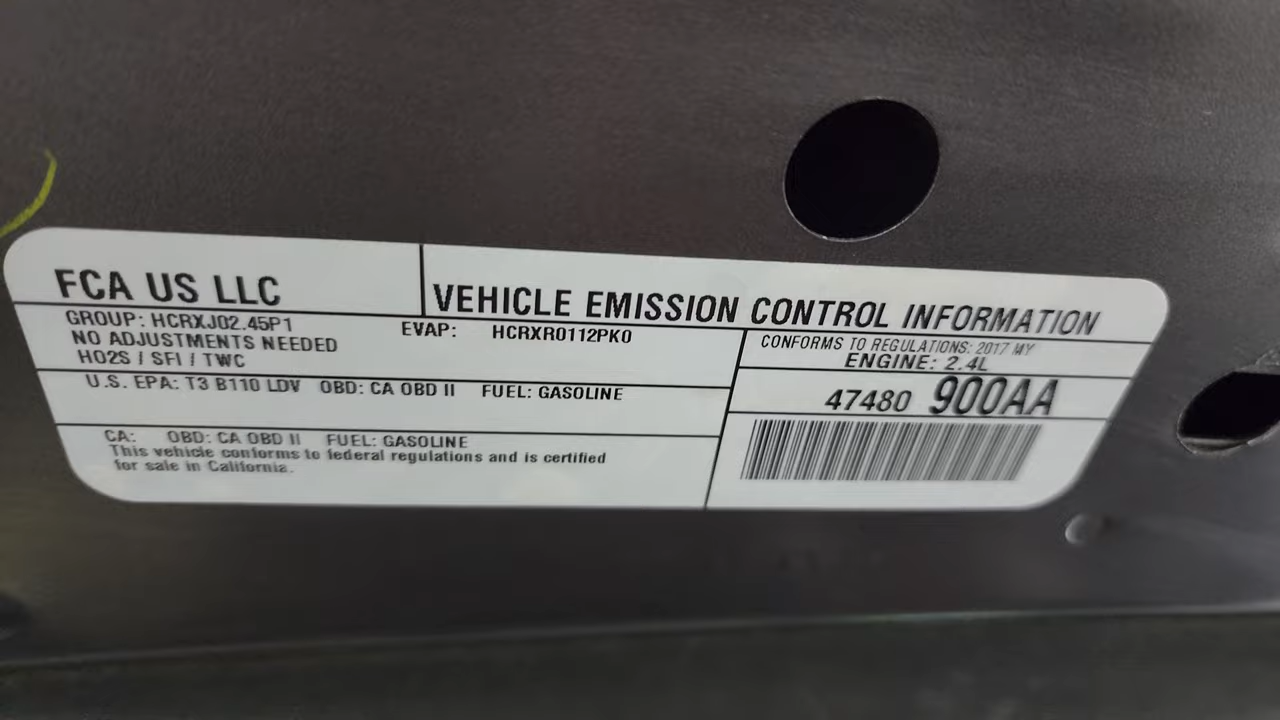 FCA US LLC
VEHICLE EMISSION CONTROL INFORMATION
GROUP: HCRXJ02.45P1
EVAP: HCRXR0112PK0
NO ADJUSTMENTS NEEDED
HO2S / SFI / TWC
CONFORMS TO REGULATIONS: 2017 MY
ENGINE: 2.4L
U.S. EPA: T3 B110 LDV OBD: CA OBD II FUEL: GASOLINE
47480 900AA
CA: OBD: CA OBD II FUEL: GASOLINE
This vehicle conforms to federal regulations and is certified
for sale in California.